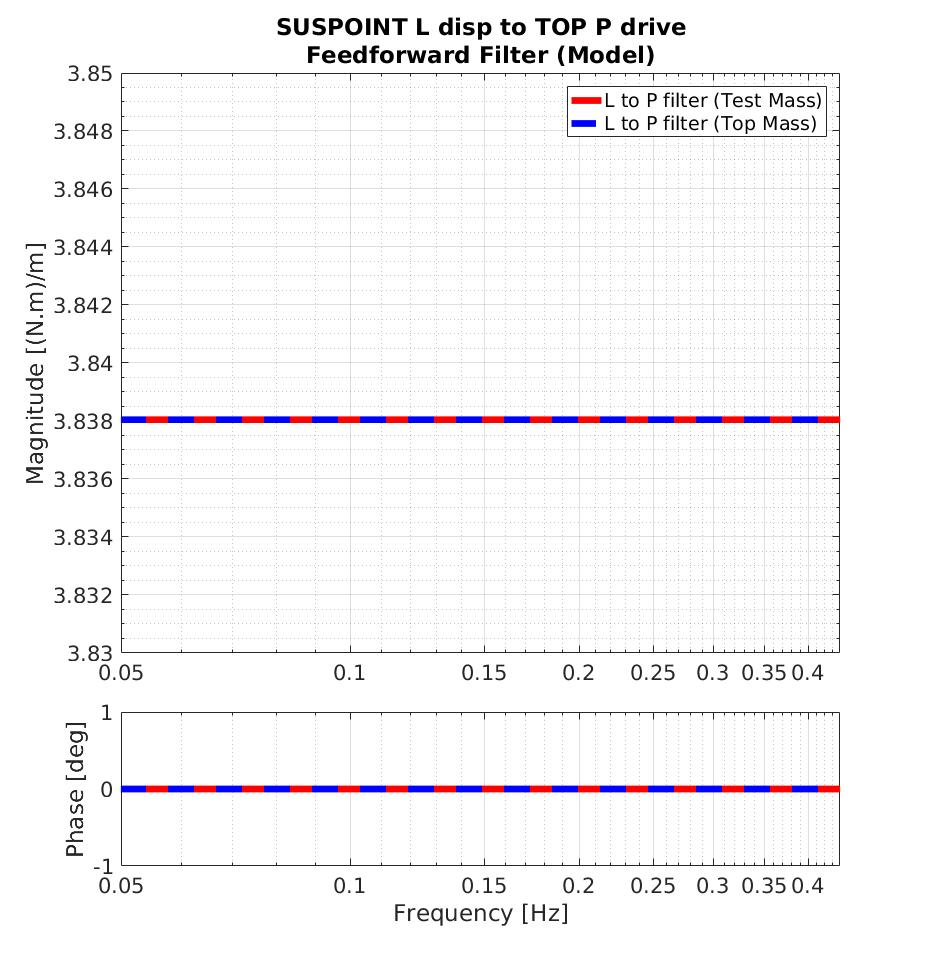 SUSPOINT L disp to TOP P drive
Feedforward Filter (Model)
L to P filter (Test Mass)
L to P filter (Top Mass)
Magnitude [(N.m)/m]
3.85
3.848
3.846
3.844
3.842
3.84
3.838
3.836
3.834
3.832
3.83
0.05 0.1 0.15 0.2 0.25 0.3 0.35 0.4
Phase [deg]
1
0
-1
0.05 0.1 0.15 0.2 0.25 0.3 0.35 0.4
Frequency [Hz]